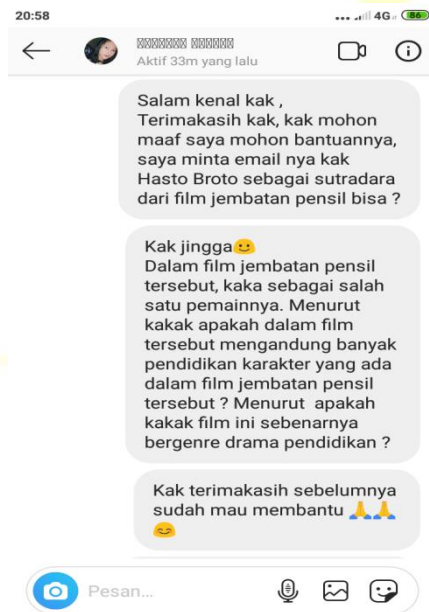 20:58
4G 86
Aktif 33m yang lalu
Salam kenal kak ,
Terimakasih kak, kak mohon
maaf saya mohon bantuannya,
saya minta email nya kak
Hasto Broto sebagai sutradara
dari film jembatan pensil bisa ?
Kak jingga🙂
Dalam film jembatan pensil
tersebut, kaka sebagai salah
satu pemainnya. Menurut
kakak apakah dalam film
tersebut mengandung banyak
pendidikan karakter yang ada
dalam film jembatan pensil
tersebut ? Menurut apakah
kakak film ini sebenarnya
bergenre drama pendidikan ?
Kak terimakasih sebelumnya
sudah mau membantu 🙏🙏
😊
Pesan...